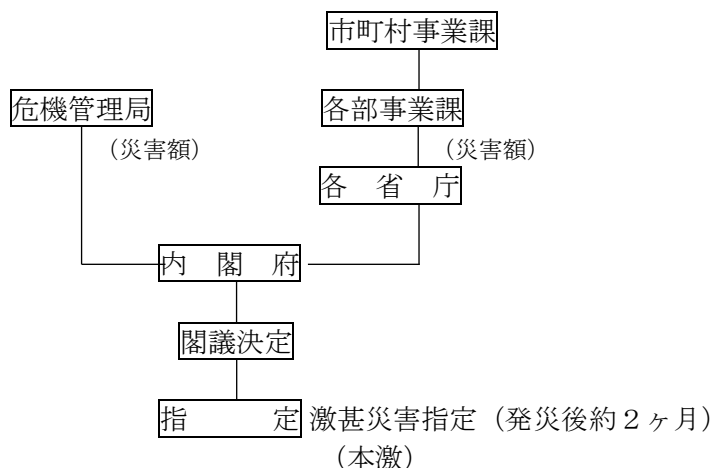 市町村事業課
危機管理局 各部事業課
(災害額) (災害額)
各 省 庁
内 閣 府
閣議決定
指 定 激甚災害指定（発災後約２ヶ月）
（本激）